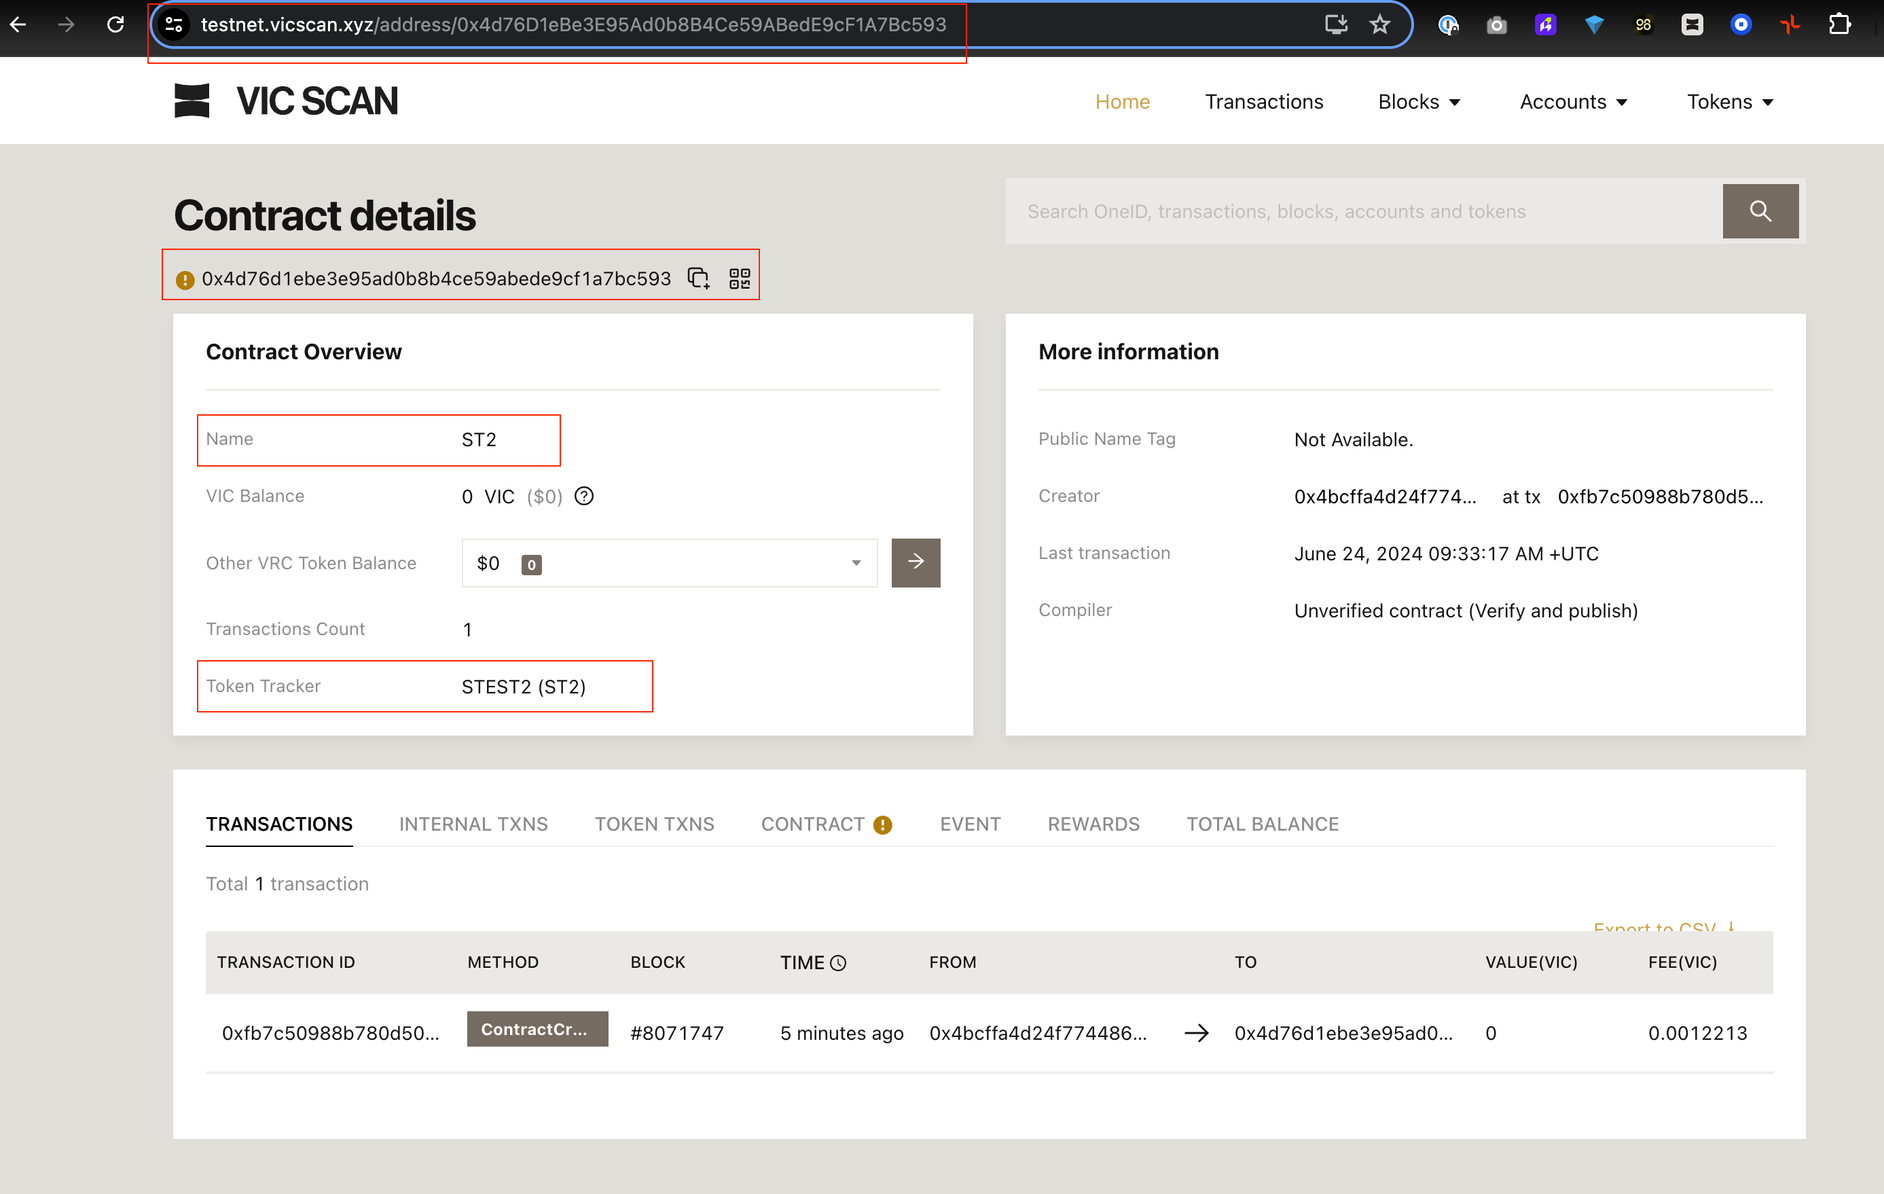 testnet.vicscan.xyz/address/0x4d76D1eBe3E95Ad0b8B4Ce59ABedE9cF1A7Bc593
98
VIC SCAN
Home Transactions Blocks Accounts Tokens
Contract details
Search OneID, transactions, blocks, accounts and tokens
0x4d76d1ebe3e95ad0b8b4ce59abede9cf1a7bc593
Contract Overview
Name ST2
VIC Balance 0 VIC ($0)
Other VRC Token Balance $0 0
Transactions Count 1
Token Tracker STEST2 (ST2)
More information
Public Name Tag Not Available.
Creator 0x4bcffa4d24f774... at tx 0xfb7c50988b780d5...
Last transaction June 24, 2024 09:33:17 AM +UTC
Compiler Unverified contract (Verify and publish)
TRANSACTIONS INTERNAL TXNS TOKEN TXNS CONTRACT EVENT REWARDS TOTAL BALANCE
Total 1 transaction
Export to CSV
TRANSACTION ID METHOD BLOCK TIME FROM TO VALUE(VIC) FEE(VIC)
0xfb7c50988b780d50... ContractCr... #8071747 5 minutes ago 0x4bcffa4d24f774486... 0x4d76d1ebe3e95ad0... 0 0.0012213